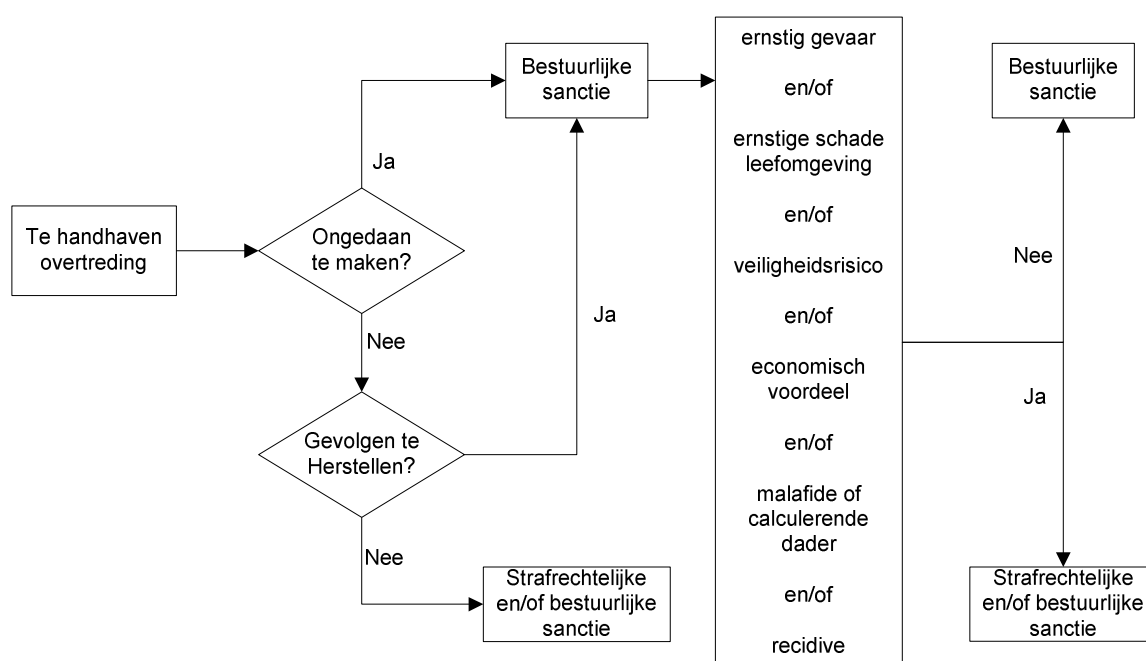 Te handhaven
overtreding
Ongedaan
te maken?
Ja
Nee
Gevolgen te
Herstellen?
Ja
Nee
Bestuurlijke
sanctie
Strafrechtelijke
en/of bestuurlijke
sanctie
ernstig gevaar
en/of
ernstige schade
leefomgeving
en/of
veiligheidsrisico
en/of
economisch
voordeel
en/of
malafide of
calculerende
dader
en/of
recidive
Nee
Bestuurlijke
sanctie
Ja
Strafrechtelijke
en/of bestuurlijke
sanctie